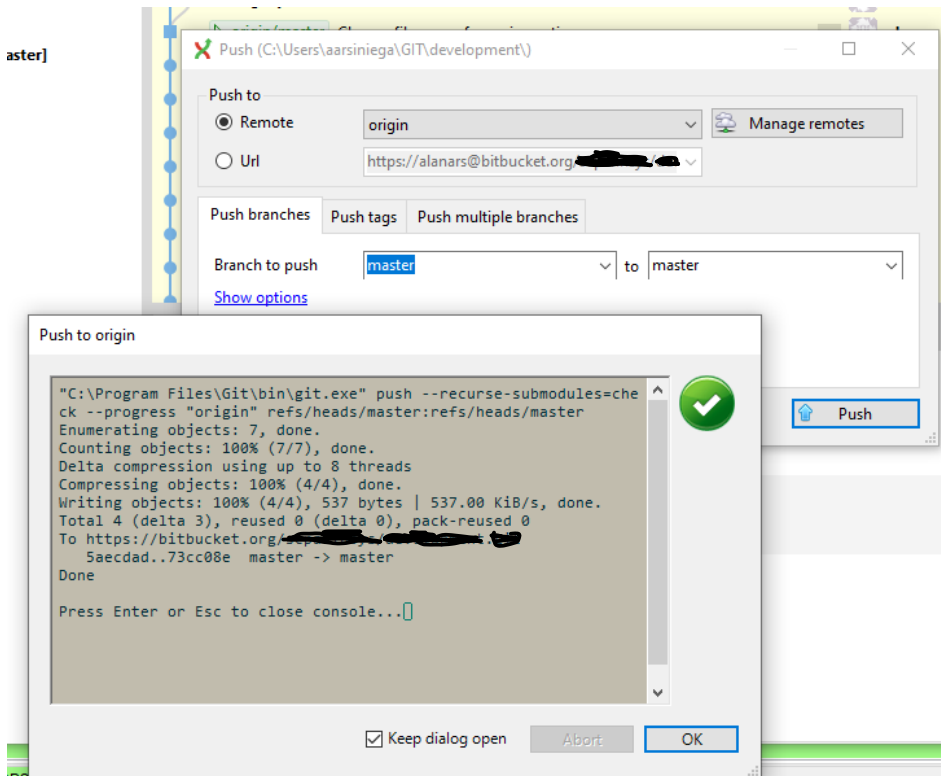 aster]
Push (C:\Users\aarsiniega\GIT\development\)
Push to
Remote
origin
Manage remotes
Url
https://alanars@bitbucket.org/
Push branches
Push tags
Push multiple branches
Branch to push
master
to
master
Show options
Push
Push to origin
"C:\Program Files\Git\bin\git.exe" push --recurse-submodules=che
ck --progress "origin" refs/heads/master:refs/heads/master
Enumerating objects: 7, done.
Counting objects: 100% (7/7), done.
Delta compression using up to 8 threads
Compressing objects: 100% (4/4), done.
Writing objects: 100% (4/4), 537 bytes | 537.00 KiB/s, done.
Total 4 (delta 3), reused 0 (delta 0), pack-reused 0
To https://bitbucket.org/
5aecdad..73cc08e  master -> master
Done
Press Enter or Esc to close console...
Keep dialog open
Abort
OK